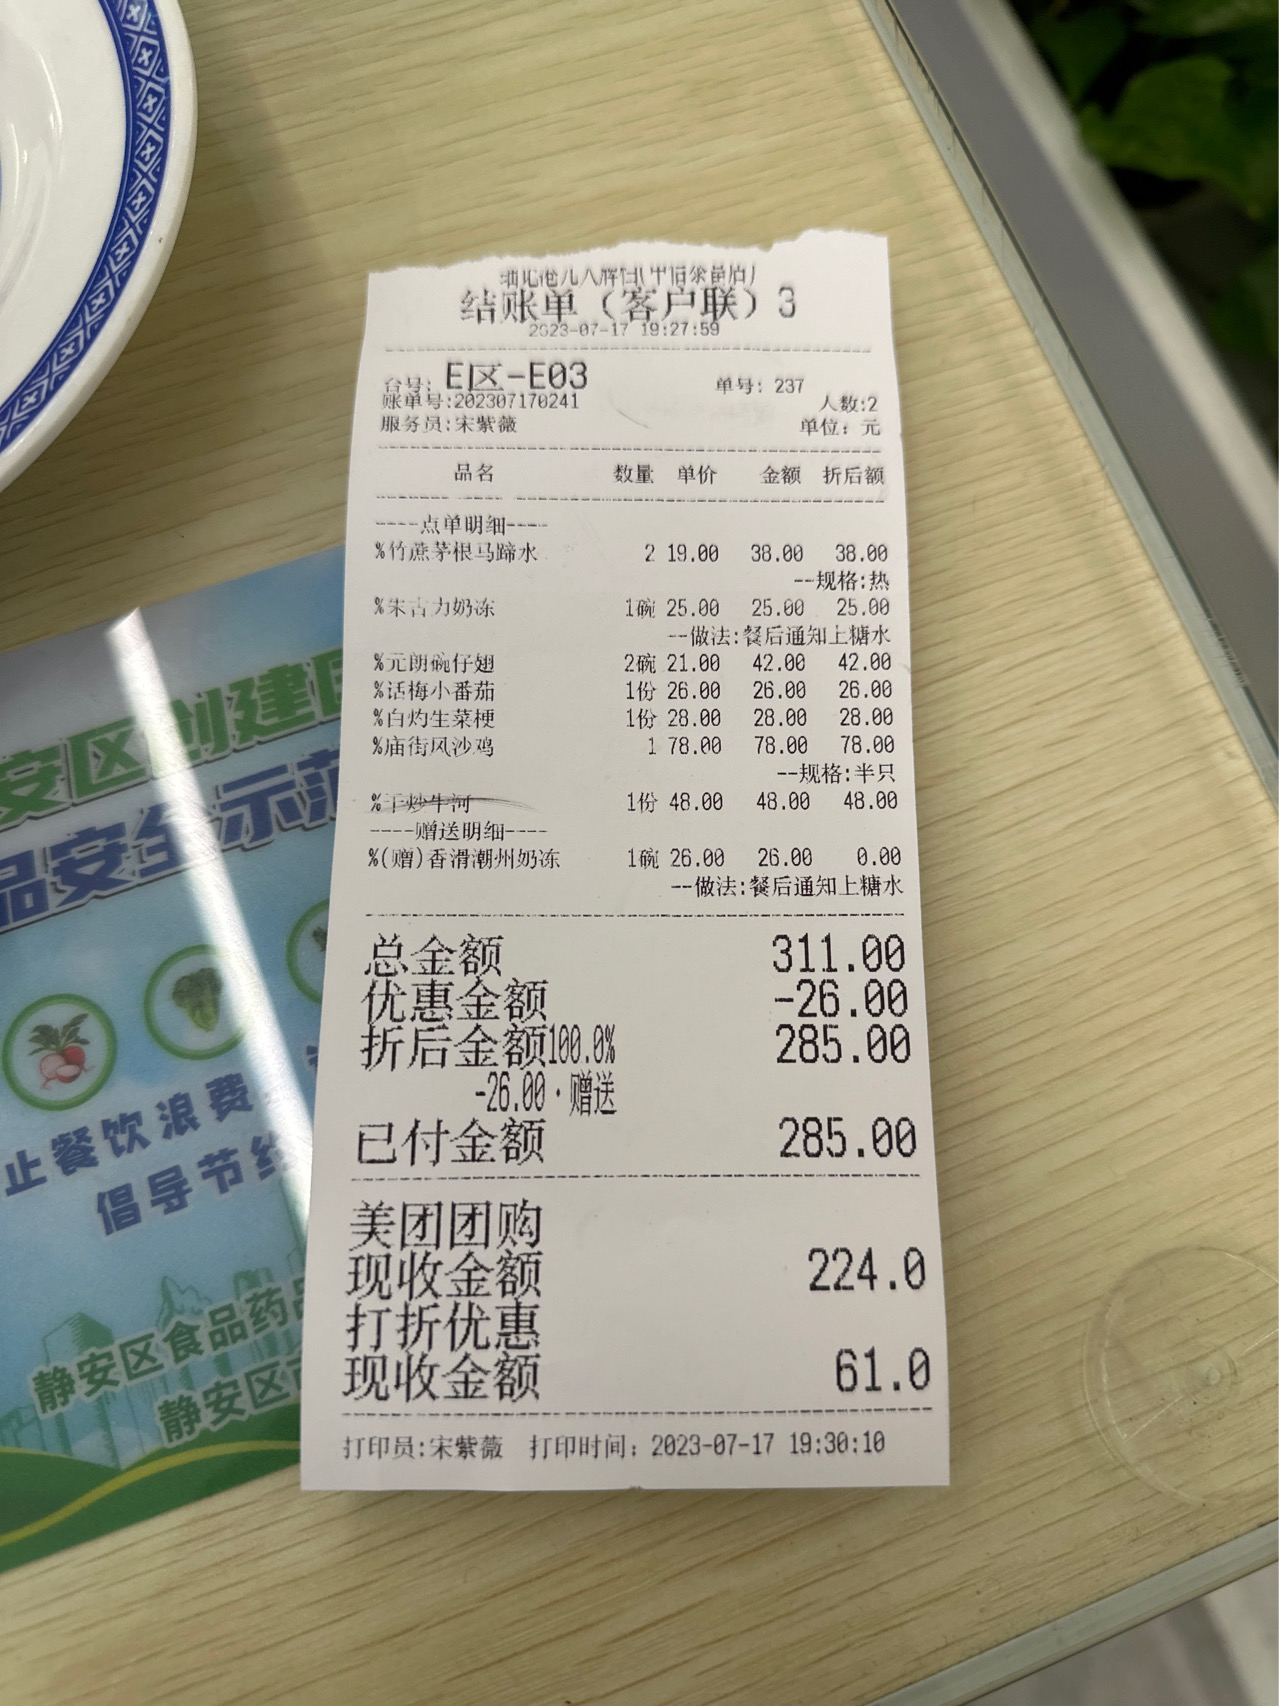 结账单（客户联）3
2023-07-17 19:27:59
台号: E区-E03 单号: 237
账单号:202307170241 人数:2
服务员:宋紫薇 单位: 元
品名 数量 单价 金额 折后额
----点单明细----
%竹蔗茅根马蹄水 2 19.00 38.00 38.00
--规格:热
%朱古力奶冻 1碗 25.00 25.00 25.00
--做法:餐后通知上糖水
%元朗碗仔翅 2碗 21.00 42.00 42.00
%话梅小番茄 1份 26.00 26.00 26.00
%白灼生菜梗 1份 28.00 28.00 28.00
%庙街风沙鸡 1 78.00 78.00 78.00
--规格:半只
%干炒牛河 1份 48.00 48.00 48.00
----赠送明细----
%(赠)香滑潮州奶冻 1碗 26.00 26.00 0.00
--做法:餐后通知上糖水
总金额 311.00
优惠金额 -26.00
折后金额100.0% 285.00
-26.00·赠送
已付金额 285.00
美团团购
现收金额 224.0
打折优惠
现收金额 61.0
打印员:宋紫薇 打印时间: 2023-07-17 19:30:10
安区创建
品安全示范
止餐饮浪费
倡导节约
静安区食品药品
静安区